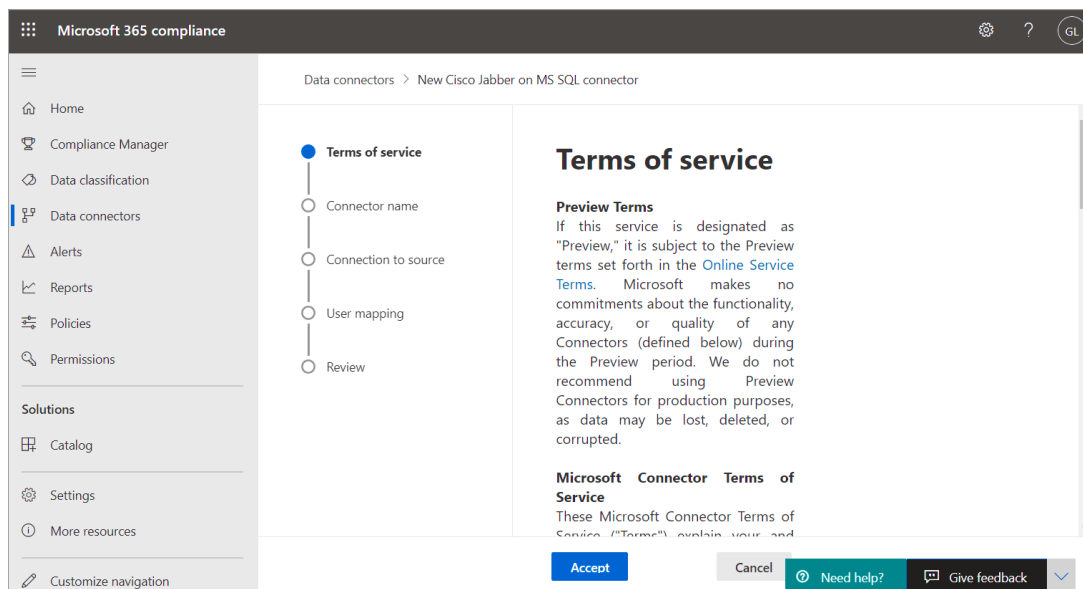 Microsoft 365 compliance
?
GL
Home
Compliance Manager
Data classification
Data connectors
Alerts
Reports
Policies
Permissions
Solutions
Catalog
Settings
More resources
Customize navigation
Data connectors > New Cisco Jabber on MS SQL connector
Terms of service
Connector name
Connection to source
User mapping
Review
Terms of service
Preview Terms
If this service is designated as
"Preview," it is subject to the Preview
terms set forth in the Online Service
Terms. Microsoft makes no
commitments about the functionality,
accuracy, or quality of any
Connectors (defined below) during
the Preview period. We do not
recommend using Preview
Connectors for production purposes,
as data may be lost, deleted, or
corrupted.
Microsoft Connector Terms of
Service
These Microsoft Connector Terms of
Service ("Terms") explain your and
Accept
Cancel
Need help?
Give feedback